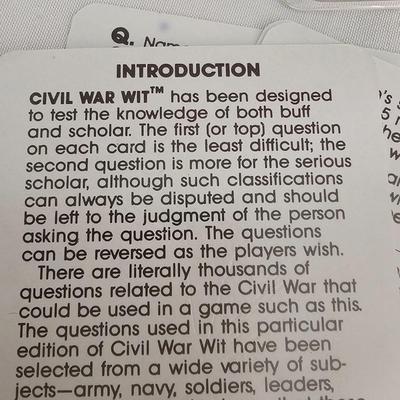 Q. Name
INTRODUCTION
CIVIL WAR WIT™ has been designed
to test the knowledge of both buff
and scholar. The first (or top) question
on each card is the least difficult; the
second question is more for the serious
scholar, although such classifications
can always be disputed and should
be left to the judgment of the person
asking the question. The questions
can be reversed as the players wish.
There are literally thousands of
questions related to the Civil War that
could be used in a game such as this.
The questions used in this particular
edition of Civil War Wit have been
selected from a wide variety of sub-
jects—army, navy, soldiers, leaders,